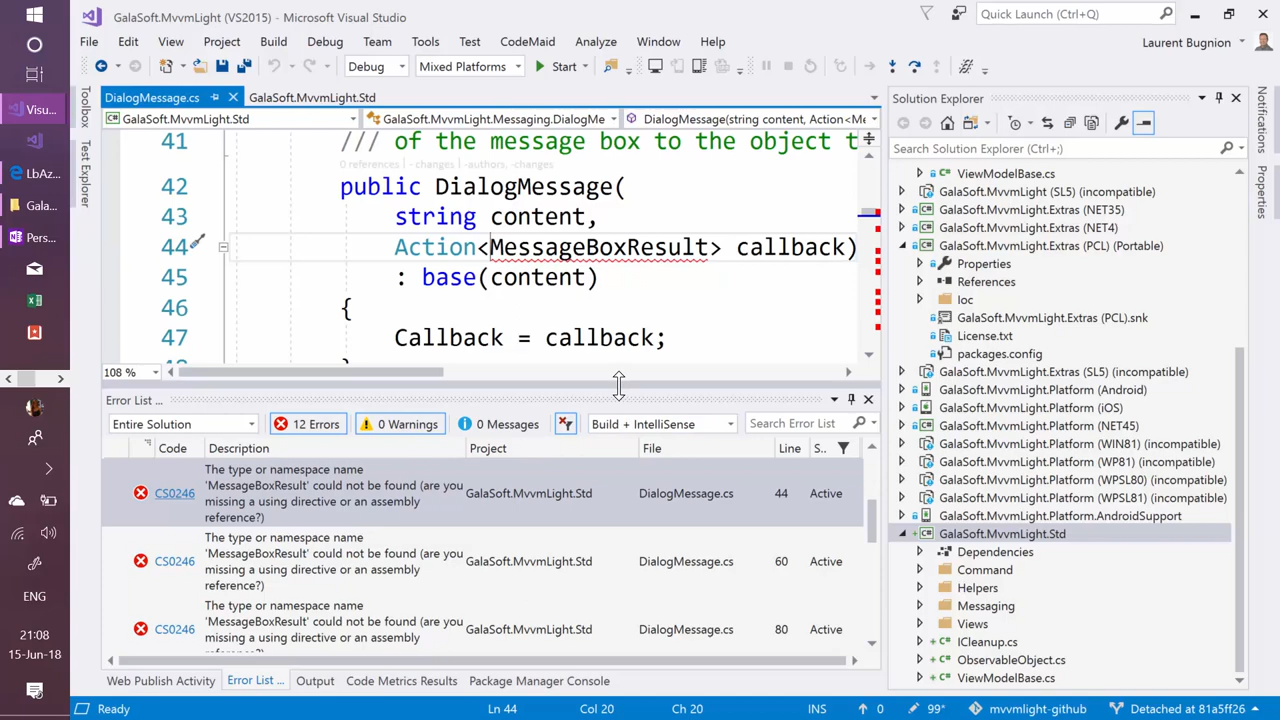 GalaSoft.MvvmLight (VS2015) - Microsoft Visual Studio
Quick Launch (Ctrl+Q)
File Edit View Project Build Debug Team Tools Test CodeMaid Analyze Window Help
Laurent Bugnion
Debug Mixed Platforms Start
Visu...
LbAz...
Gala...
Pers...
ENG
21:08
15-Jun-18
Toolbox
Test Explorer
DialogMessage.cs GalaSoft.MvvmLight.Std
GalaSoft.MvvmLight.Std GalaSoft.MvvmLight.Messaging.DialogMe DialogMessage(string content, Action<Me
41 /// of the message box to the object t
0 references | -changes | -authors, -changes
42 public DialogMessage(
43 string content,
44 Action<MessageBoxResult> callback)
45 : base(content)
46 {
47 Callback = callback;
108 %
Error List ...
Entire Solution 12 Errors 0 Warnings 0 Messages Build + IntelliSense Search Error List
Code Description Project File Line S..
CS0246 The type or namespace name
'MessageBoxResult' could not be found (are you
missing a using directive or an assembly
reference?)
GalaSoft.MvvmLight.Std DialogMessage.cs 44 Active
CS0246 The type or namespace name
'MessageBoxResult' could not be found (are you
missing a using directive or an assembly
reference?)
GalaSoft.MvvmLight.Std DialogMessage.cs 60 Active
CS0246 The type or namespace name
'MessageBoxResult' could not be found (are you
missing a using directive or an assembly
GalaSoft.MvvmLight.Std DialogMessage.cs 80 Active
Web Publish Activity Error List ... Output Code Metrics Results Package Manager Console
Solution Explorer
Search Solution Explorer (Ctrl+;)
ViewModelBase.cs
GalaSoft.MvvmLight (SL5) (incompatible)
GalaSoft.MvvmLight.Extras (NET35)
GalaSoft.MvvmLight.Extras (NET4)
GalaSoft.MvvmLight.Extras (PCL) (Portable)
Properties
References
Ioc
GalaSoft.MvvmLight.Extras (PCL).snk
License.txt
packages.config
GalaSoft.MvvmLight.Extras (SL5) (incompatible)
GalaSoft.MvvmLight.Platform (Android)
GalaSoft.MvvmLight.Platform (iOS)
GalaSoft.MvvmLight.Platform (NET45)
GalaSoft.MvvmLight.Platform (WIN81) (incompatible)
GalaSoft.MvvmLight.Platform (WP81) (incompatible)
GalaSoft.MvvmLight.Platform (WPSL80) (incompatible)
GalaSoft.MvvmLight.Platform (WPSL81) (incompatible)
GalaSoft.MvvmLight.Platform.AndroidSupport
GalaSoft.MvvmLight.Std
Dependencies
Command
Helpers
Messaging
Views
ICleanup.cs
ObservableObject.cs
ViewModelBase.cs
Notifications
Properties
Ready Ln 44 Col 20 Ch 20 INS 0 99* mvvmlight-github Detached at 81a5ff26